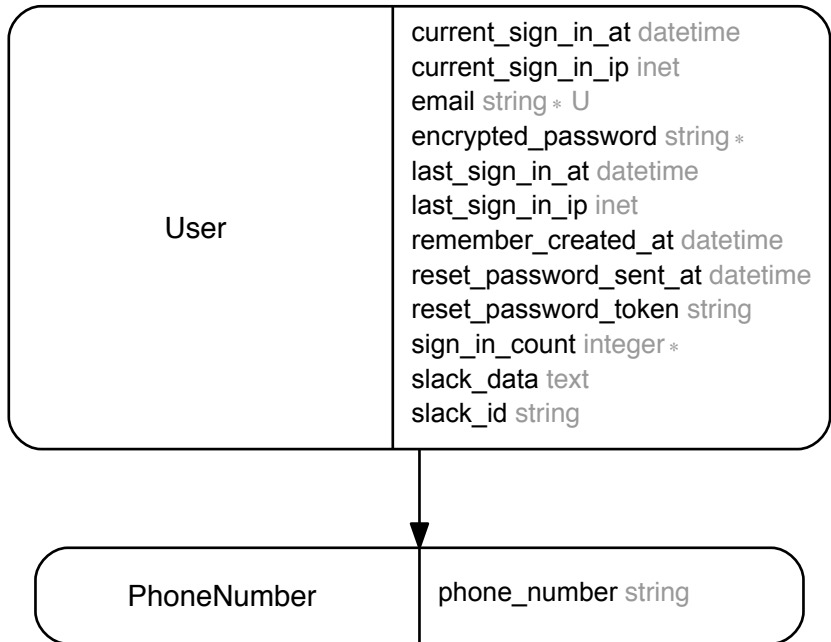 User
current_sign_in_at datetime
current_sign_in_ip inet
email string * U
encrypted_password string *
last_sign_in_at datetime
last_sign_in_ip inet
remember_created_at datetime
reset_password_sent_at datetime
reset_password_token string
sign_in_count integer *
slack_data text
slack_id string
PhoneNumber
phone_number string